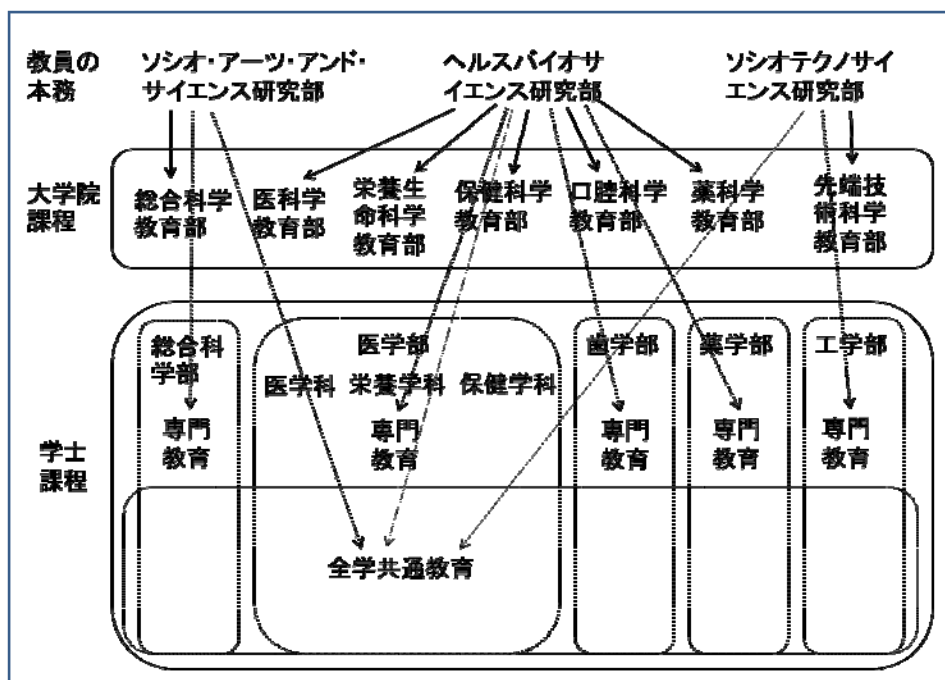 教員の
本務
ソシオ・アーツ・アンド・
サイエンス研究部
ヘルスバイオサ
イエンス研究部
ソシオテクノサイ
エンス研究部
大学院
課程
総合科学
教育部
医科学
教育部
栄養生
命科学
教育部
保健科学
教育部
口腔科学
教育部
薬科学
教育部
先端技
術科学
教育部
学士
課程
総合科
学部
専門
教育
医学部
医学科 栄養学科 保健学科
専門
教育
歯学部
専門
教育
薬学部
専門
教育
工学部
専門
教育
全学共通教育